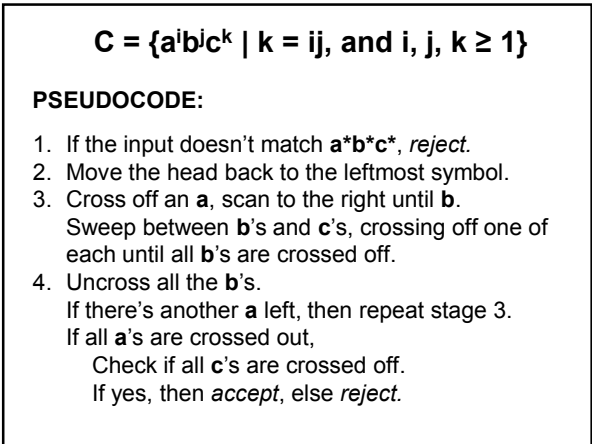 C = {aⁱbʲcᵏ | k = ij, and i, j, k ≥ 1}
PSEUDOCODE:
1. If the input doesn’t match a*b*c*, reject.
2. Move the head back to the leftmost symbol.
3. Cross off an a, scan to the right until b.
Sweep between b’s and c’s, crossing off one of
each until all b’s are crossed off.
4. Uncross all the b’s.
If there’s another a left, then repeat stage 3.
If all a’s are crossed out,
Check if all c’s are crossed off.
If yes, then accept, else reject.